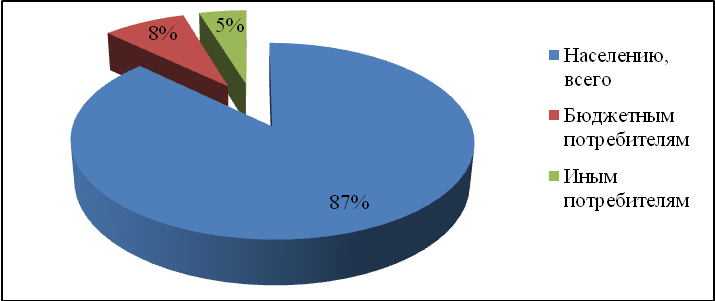 8%
5%
87%
Населению,
всего
Бюджетным
потребителям
Иным
потребителям